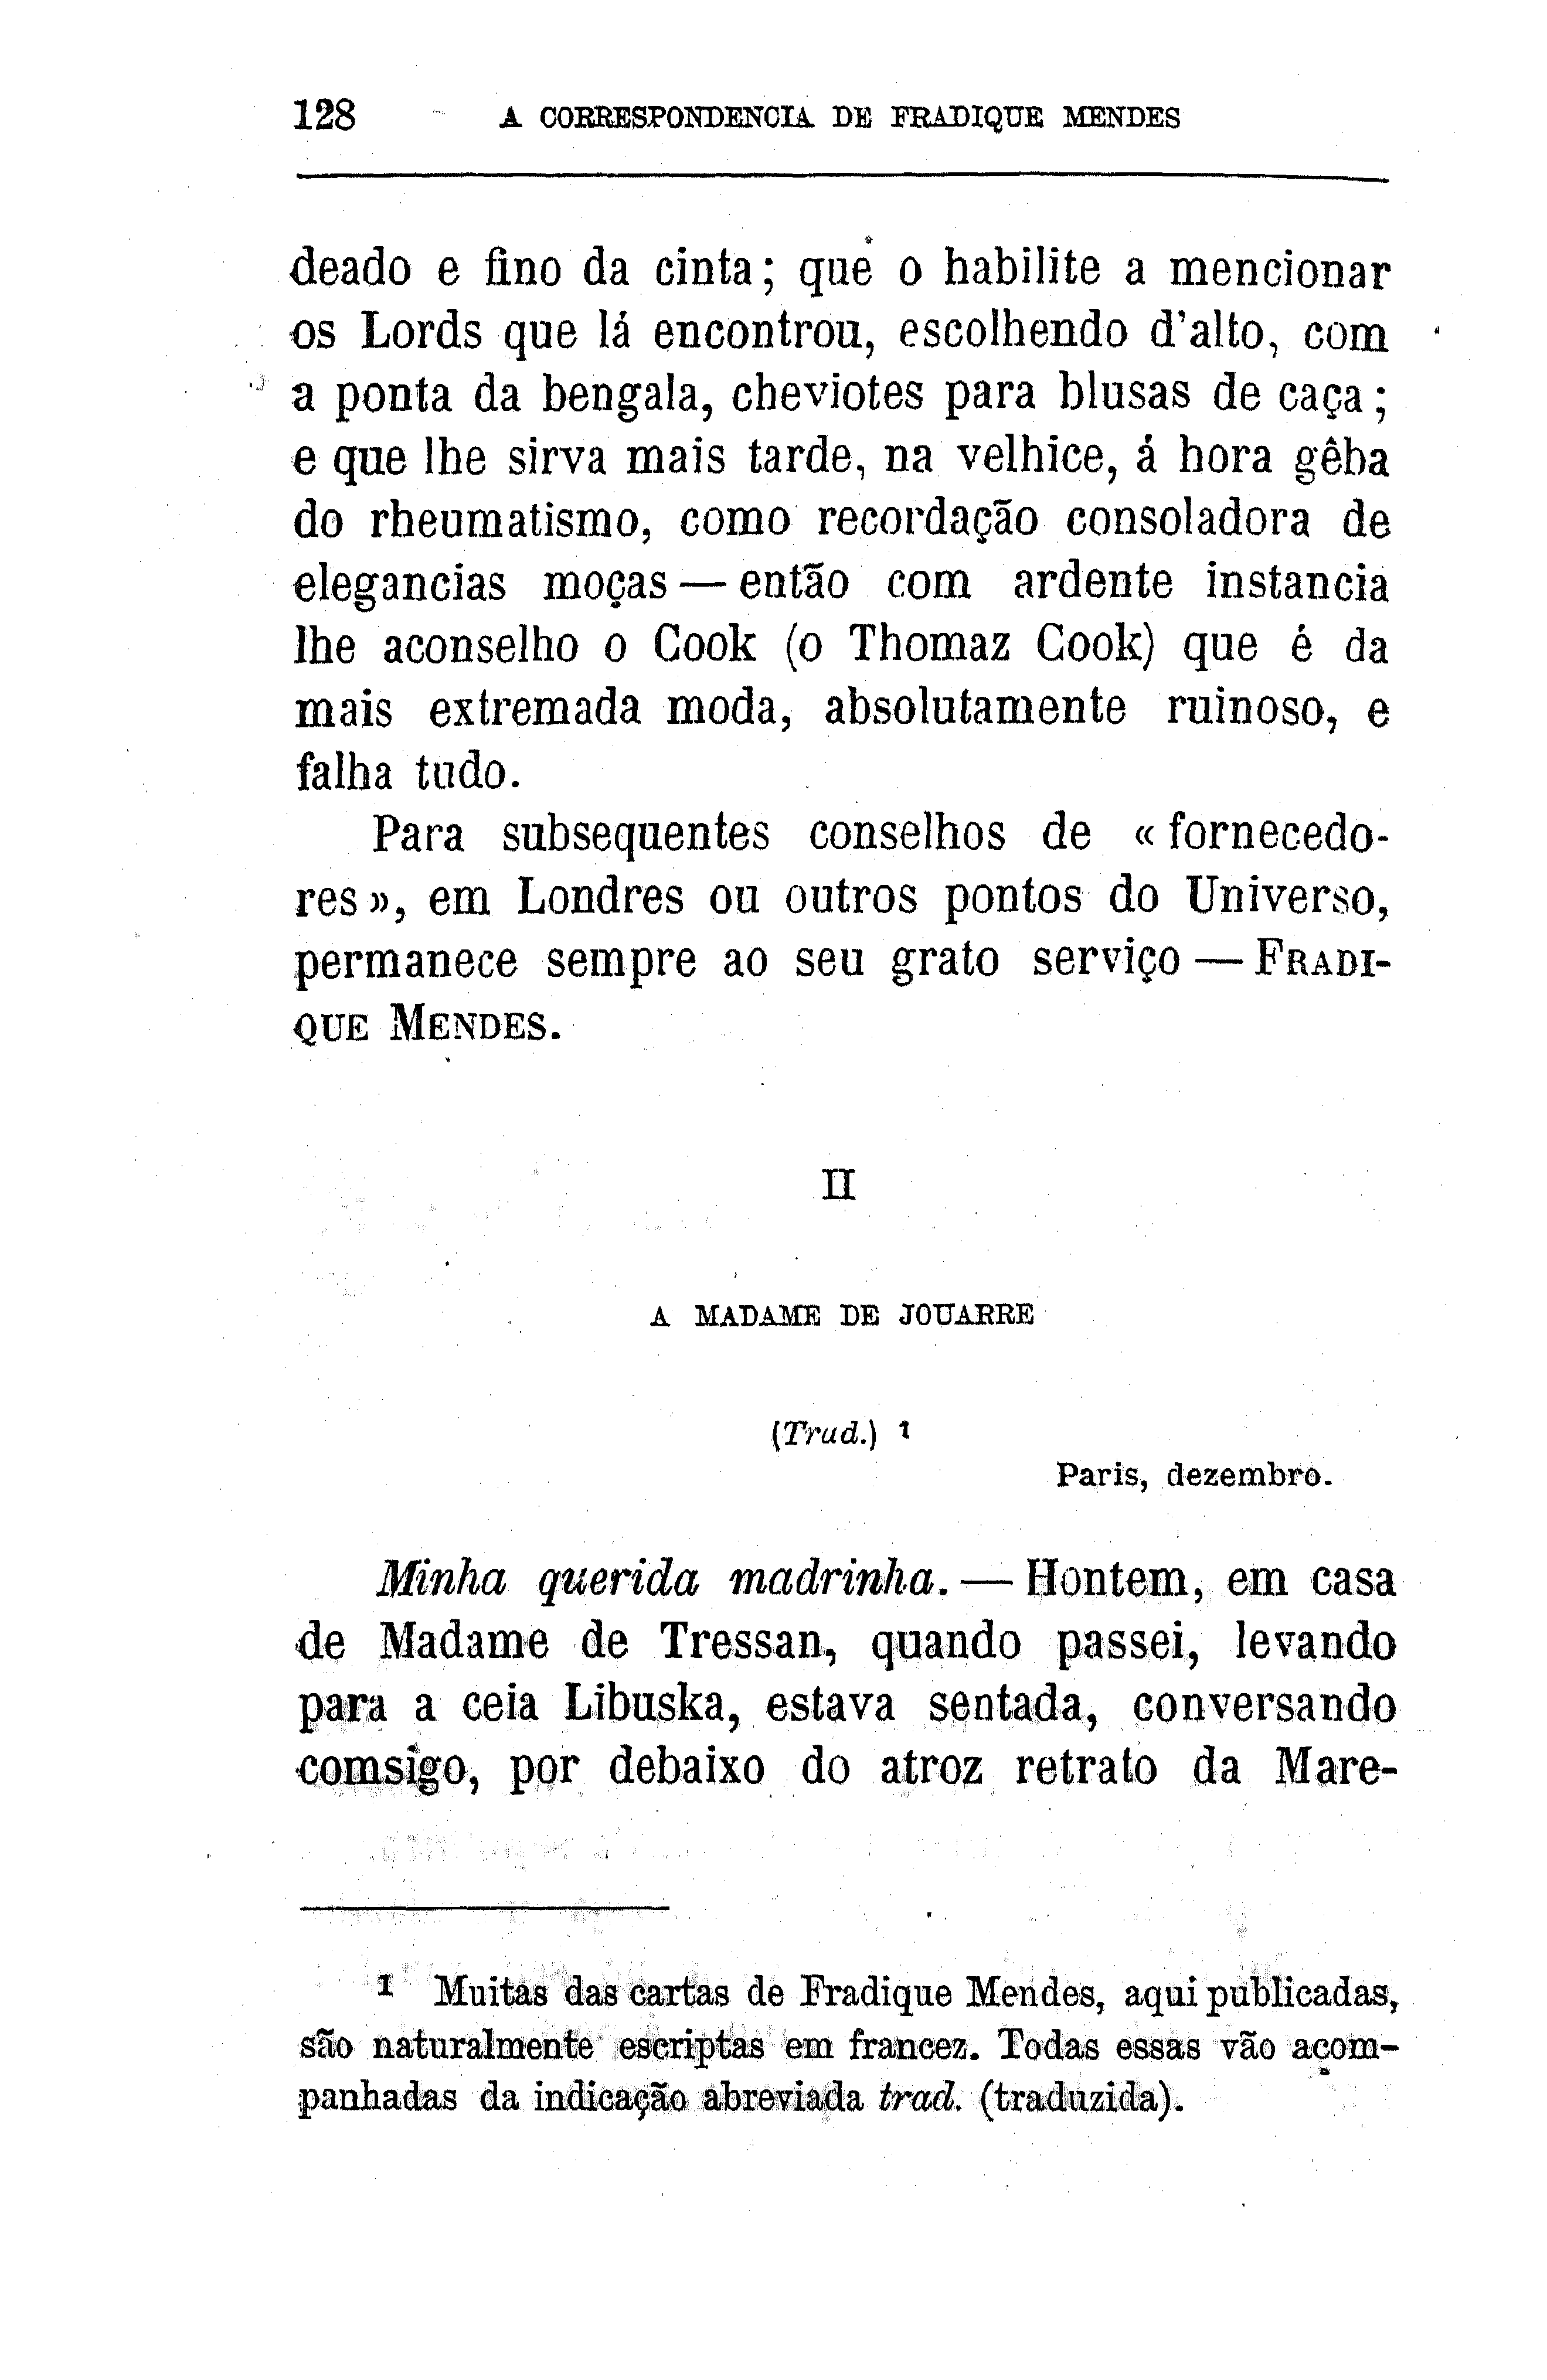 128 A CORRESPONDENCIA DE FRADIQUE MENDES
deado e fino da cinta; que o habilite a mencionar
os Lords que lá encontrou, escolhendo d'alto, com
a ponta da bengala, cheviotes para blusas de caça;
e que lhe sirva mais tarde, na velhice, á hora gêba
do rheumatismo, como recordação consoladora de
elegancias moças — então com ardente instancia
lhe aconselho o Cook (o Thomaz Cook) que é da
mais extremada moda, absolutamente ruinoso, e
falha tudo.
Para subsequentes conselhos de «fornecedo-
res», em Londres ou outros pontos do Universo,
permanece sempre ao seu grato serviço — FRADI-
QUE MENDES.
II
A MADAME DE JOUARRE
(Trad.) 1
Paris, dezembro.
Minha querida madrinha. — Hontem, em casa
de Madame de Tressan, quando passei, levando
para a ceia Libuska, estava sentada, conversando
comsigo, por debaixo do atroz retrato da Mare-
1 Muitas das cartas de Fradique Mendes, aqui publicadas,
são naturalmente escriptas em francez. Todas essas vão acom-
panhadas da indicação abreviada trad. (traduzida).